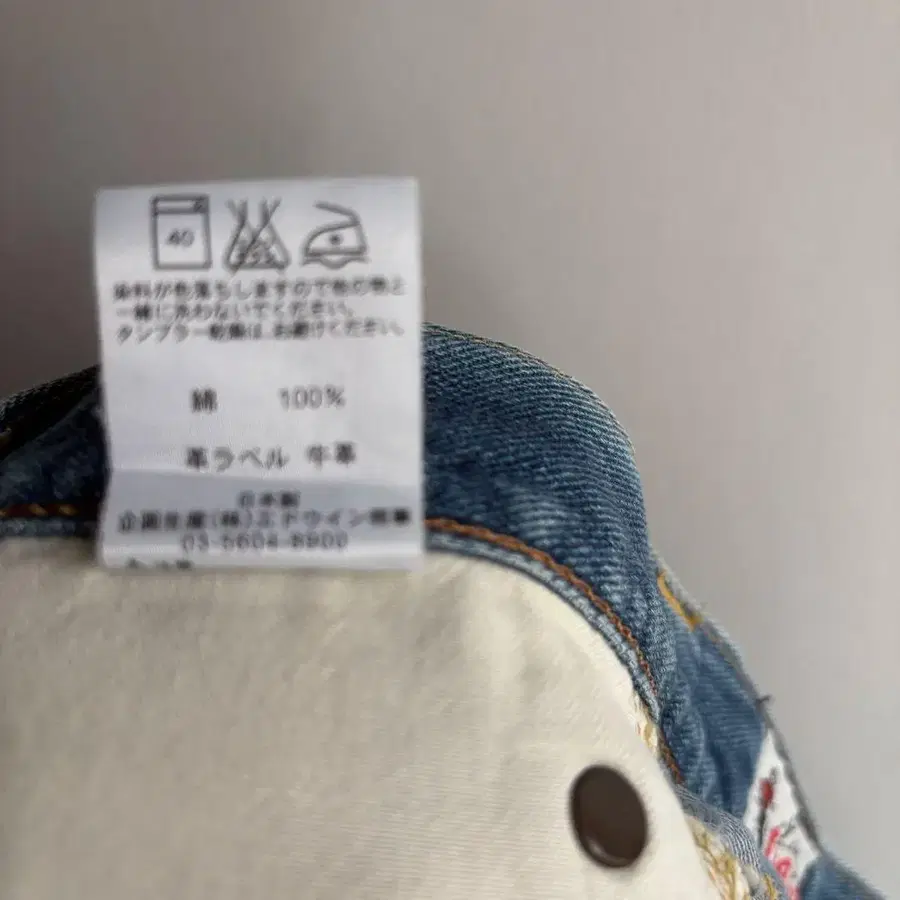 40
染料が色落ちしますので他の物と
一緒に洗わないでください。
タンブラー乾燥は、お避けください。
綿 100%
革ラベル 牛革
日本製
企画生産(株)エドウイン商事
03-5604-8900